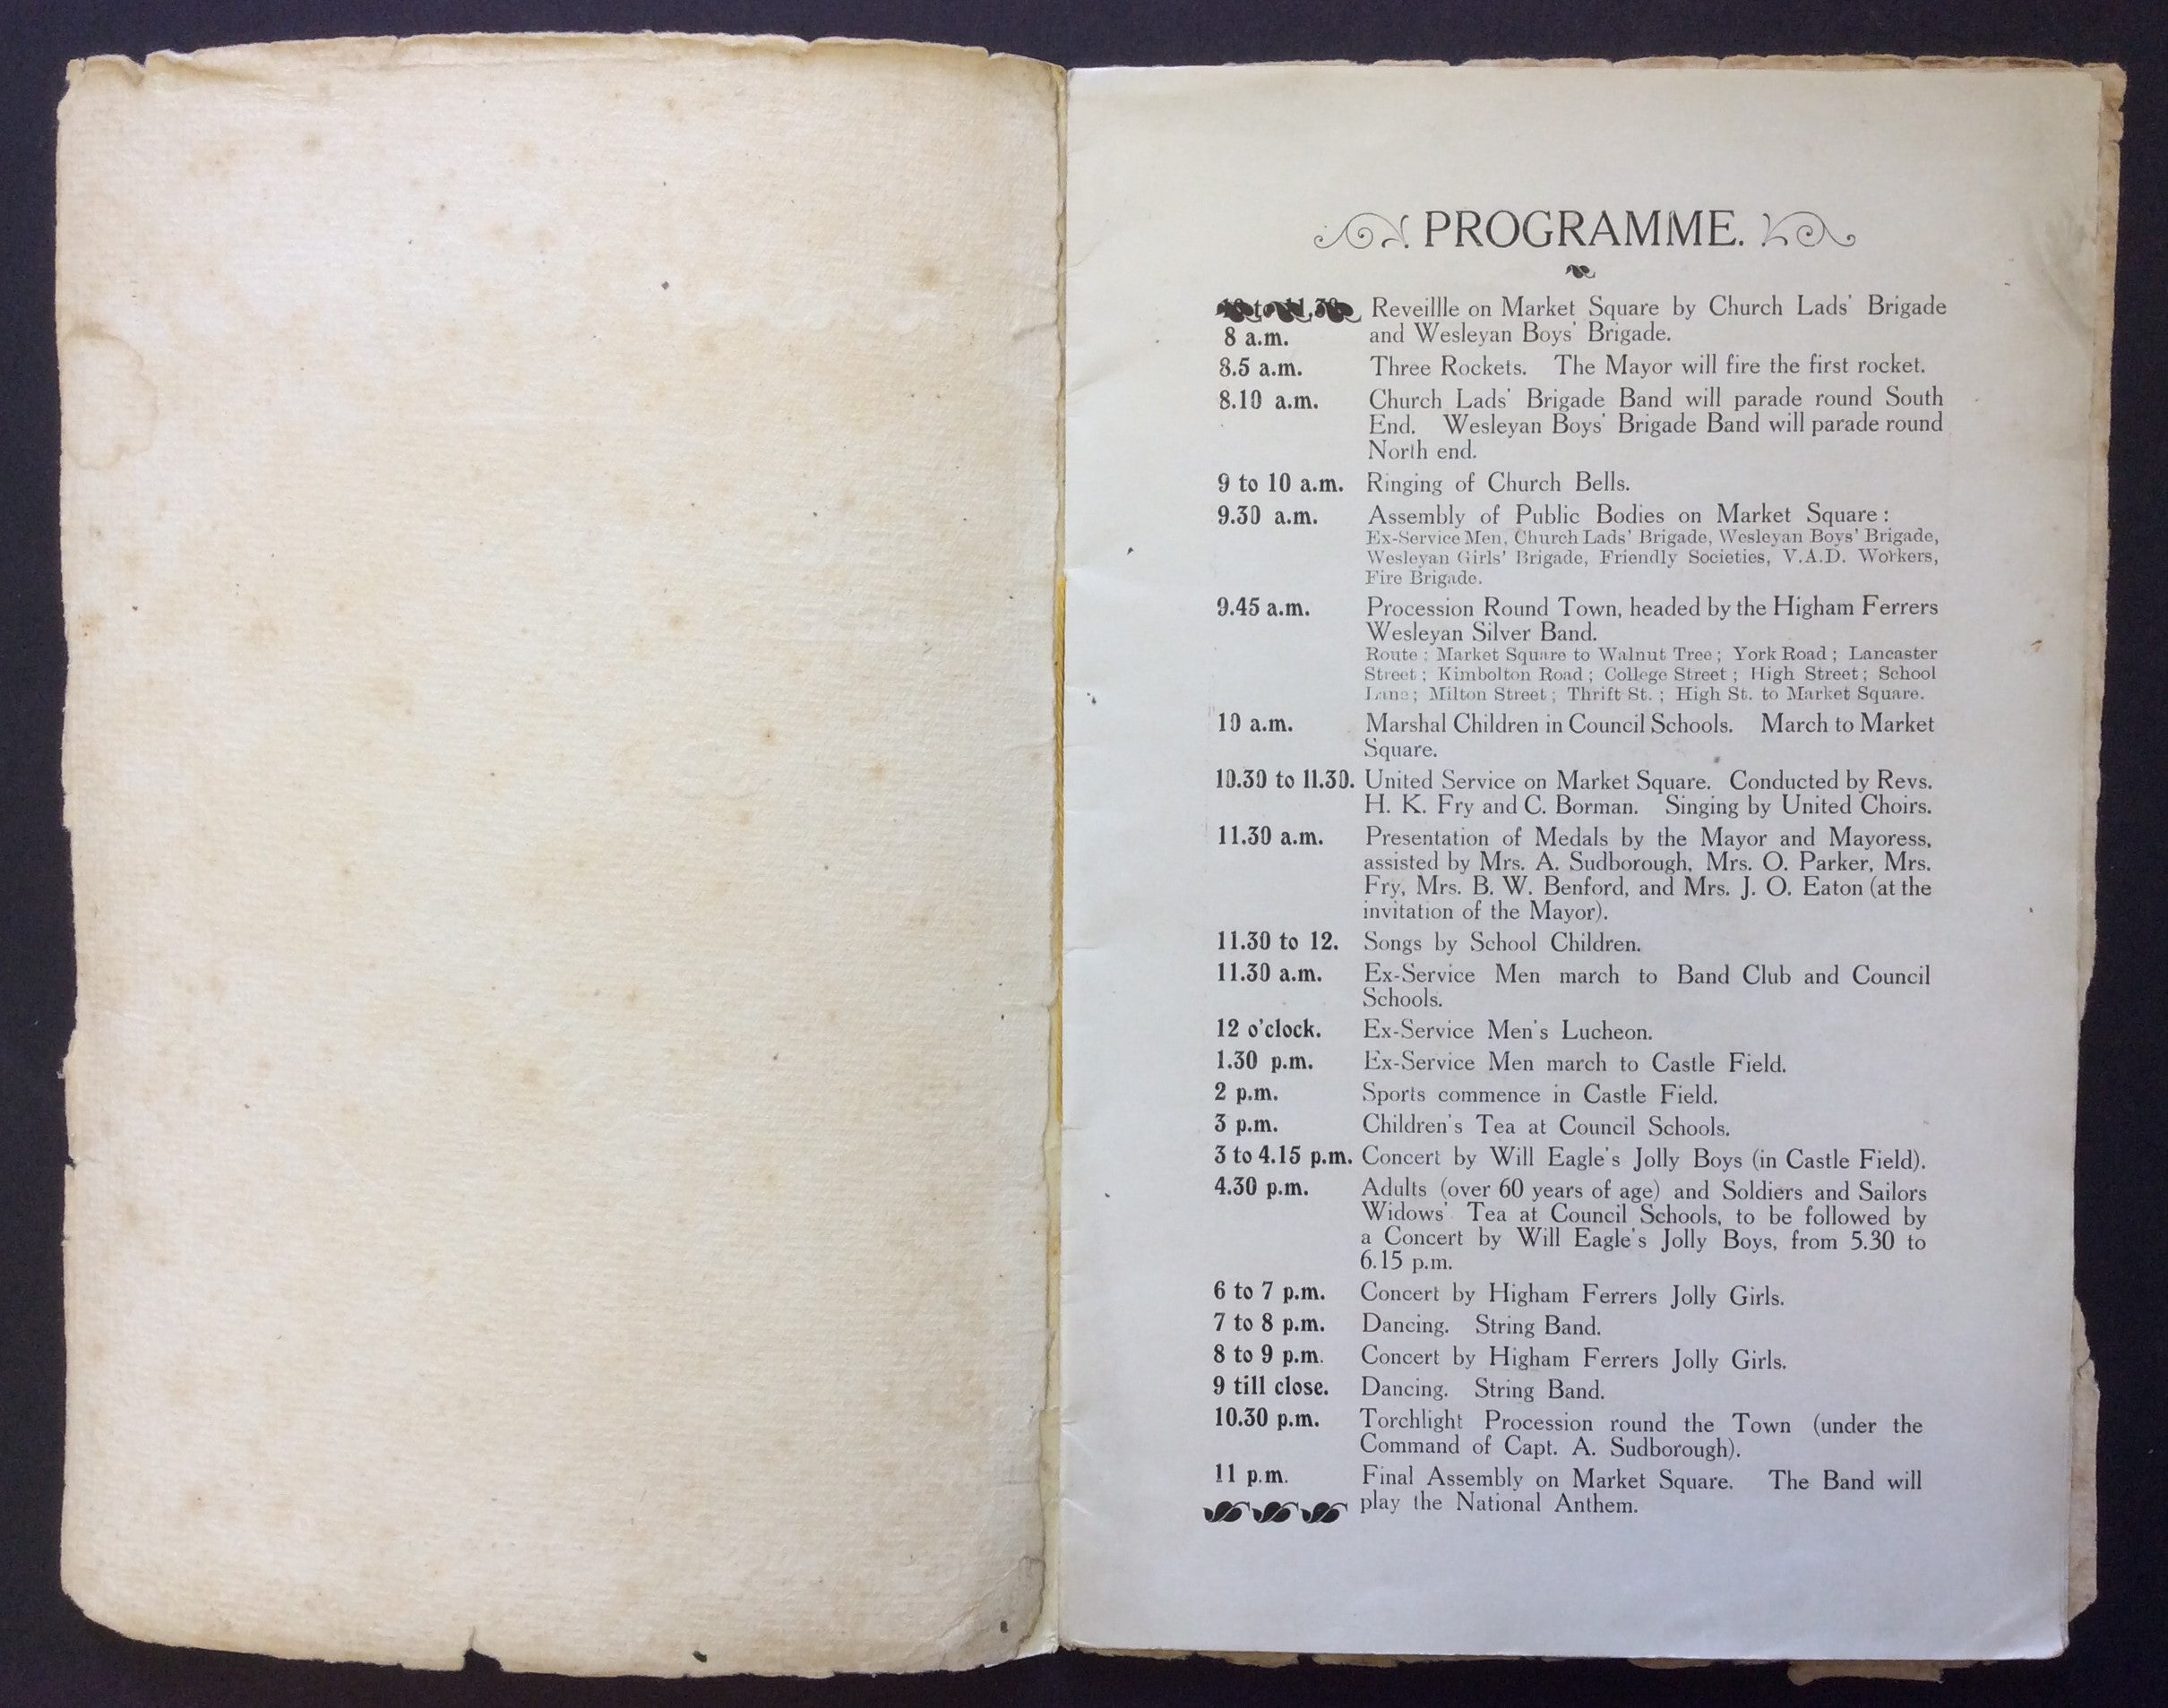 PROGRAMME.
Reveillle on Market Square by Church Lads' Brigade
8 a.m. and Wesleyan Boys' Brigade.
8.5 a.m. Three Rockets. The Mayor will fire the first rocket.
8.10 a.m. Church Lads' Brigade Band will parade round South
End. Wesleyan Boys' Brigade Band will parade round
North end.
9 to 10 a.m. Ringing of Church Bells.
9.30 a.m. Assembly of Public Bodies on Market Square :
Ex-Service Men, Church Lads' Brigade, Wesleyan Boys' Brigade,
Wesleyan Girls' Brigade, Friendly Societies, V.A.D. Workers,
Fire Brigade.
9.45 a.m. Procession Round Town, headed by the Higham Ferrers
Wesleyan Silver Band.
Route : Market Square to Walnut Tree ; York Road ; Lancaster
Street ; Kimbolton Road ; College Street ; High Street ; School
Lane ; Milton Street ; Thrift St. ; High St. to Market Square.
10 a.m. Marshal Children in Council Schools. March to Market
Square.
10.30 to 11.30. United Service on Market Square. Conducted by Revs.
H. K. Fry and C. Borman. Singing by United Choirs.
11.30 a.m. Presentation of Medals by the Mayor and Mayoress,
assisted by Mrs. A. Sudborough, Mrs. O. Parker, Mrs.
Fry, Mrs. B. W. Benford, and Mrs. J. O. Eaton (at the
invitation of the Mayor).
11.30 to 12. Songs by School Children.
11.30 a.m. Ex-Service Men march to Band Club and Council
Schools.
12 o'clock. Ex-Service Men's Lucheon.
1.30 p.m. Ex-Service Men march to Castle Field.
2 p.m. Sports commence in Castle Field.
3 p.m. Children's Tea at Council Schools.
3 to 4.15 p.m. Concert by Will Eagle's Jolly Boys (in Castle Field).
4.30 p.m. Adults (over 60 years of age) and Soldiers and Sailors
Widows' Tea at Council Schools, to be followed by
a Concert by Will Eagle's Jolly Boys, from 5.30 to
6.15 p.m.
6 to 7 p.m. Concert by Higham Ferrers Jolly Girls.
7 to 8 p.m. Dancing. String Band.
8 to 9 p.m. Concert by Higham Ferrers Jolly Girls.
9 till close. Dancing. String Band.
10.30 p.m. Torchlight Procession round the Town (under the
Command of Capt. A. Sudborough).
11 p.m. Final Assembly on Market Square. The Band will
play the National Anthem.